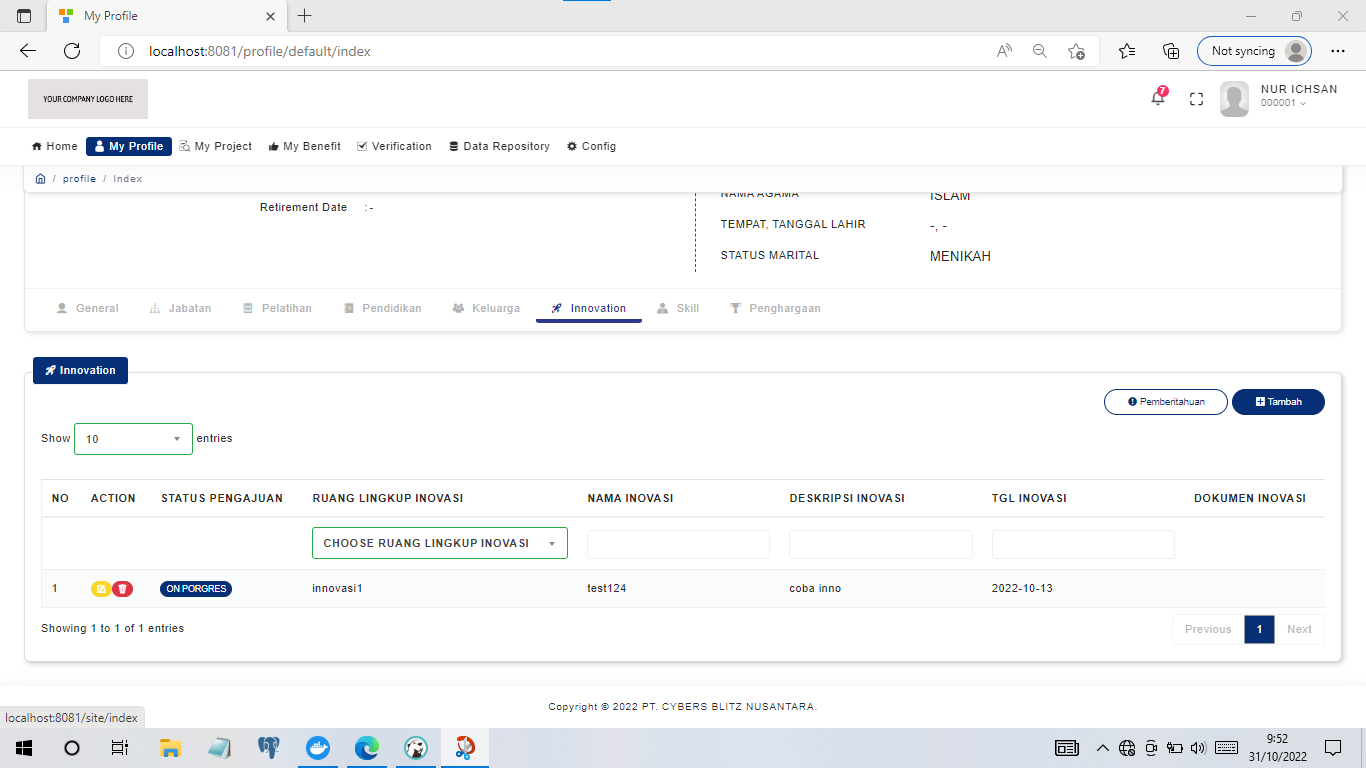 My Profile
localhost:8081/profile/default/index
Not syncing
YOUR COMPANY LOGO HERE
7
NUR ICHSAN
000001
Home My Profile My Project My Benefit Verification Data Repository Config
/ profile / Index
NAMA AGAMA ISLAM
Retirement Date : -
TEMPAT, TANGGAL LAHIR -, -
STATUS MARITAL MENIKAH
General Jabatan Pelatihan Pendidikan Keluarga Innovation Skill Penghargaan
Innovation
Pemberitahuan Tambah
Show 10 entries
NO ACTION STATUS PENGAJUAN RUANG LINGKUP INOVASI NAMA INOVASI DESKRIPSI INOVASI TGL INOVASI DOKUMEN INOVASI
CHOOSE RUANG LINGKUP INOVASI
1 ON PORGRES innovasi1 test124 coba inno 2022-10-13
Showing 1 to 1 of 1 entries
Previous 1 Next
Copyright © 2022 PT. CYBERS BLITZ NUSANTARA.
localhost:8081/site/index
9:52
31/10/2022